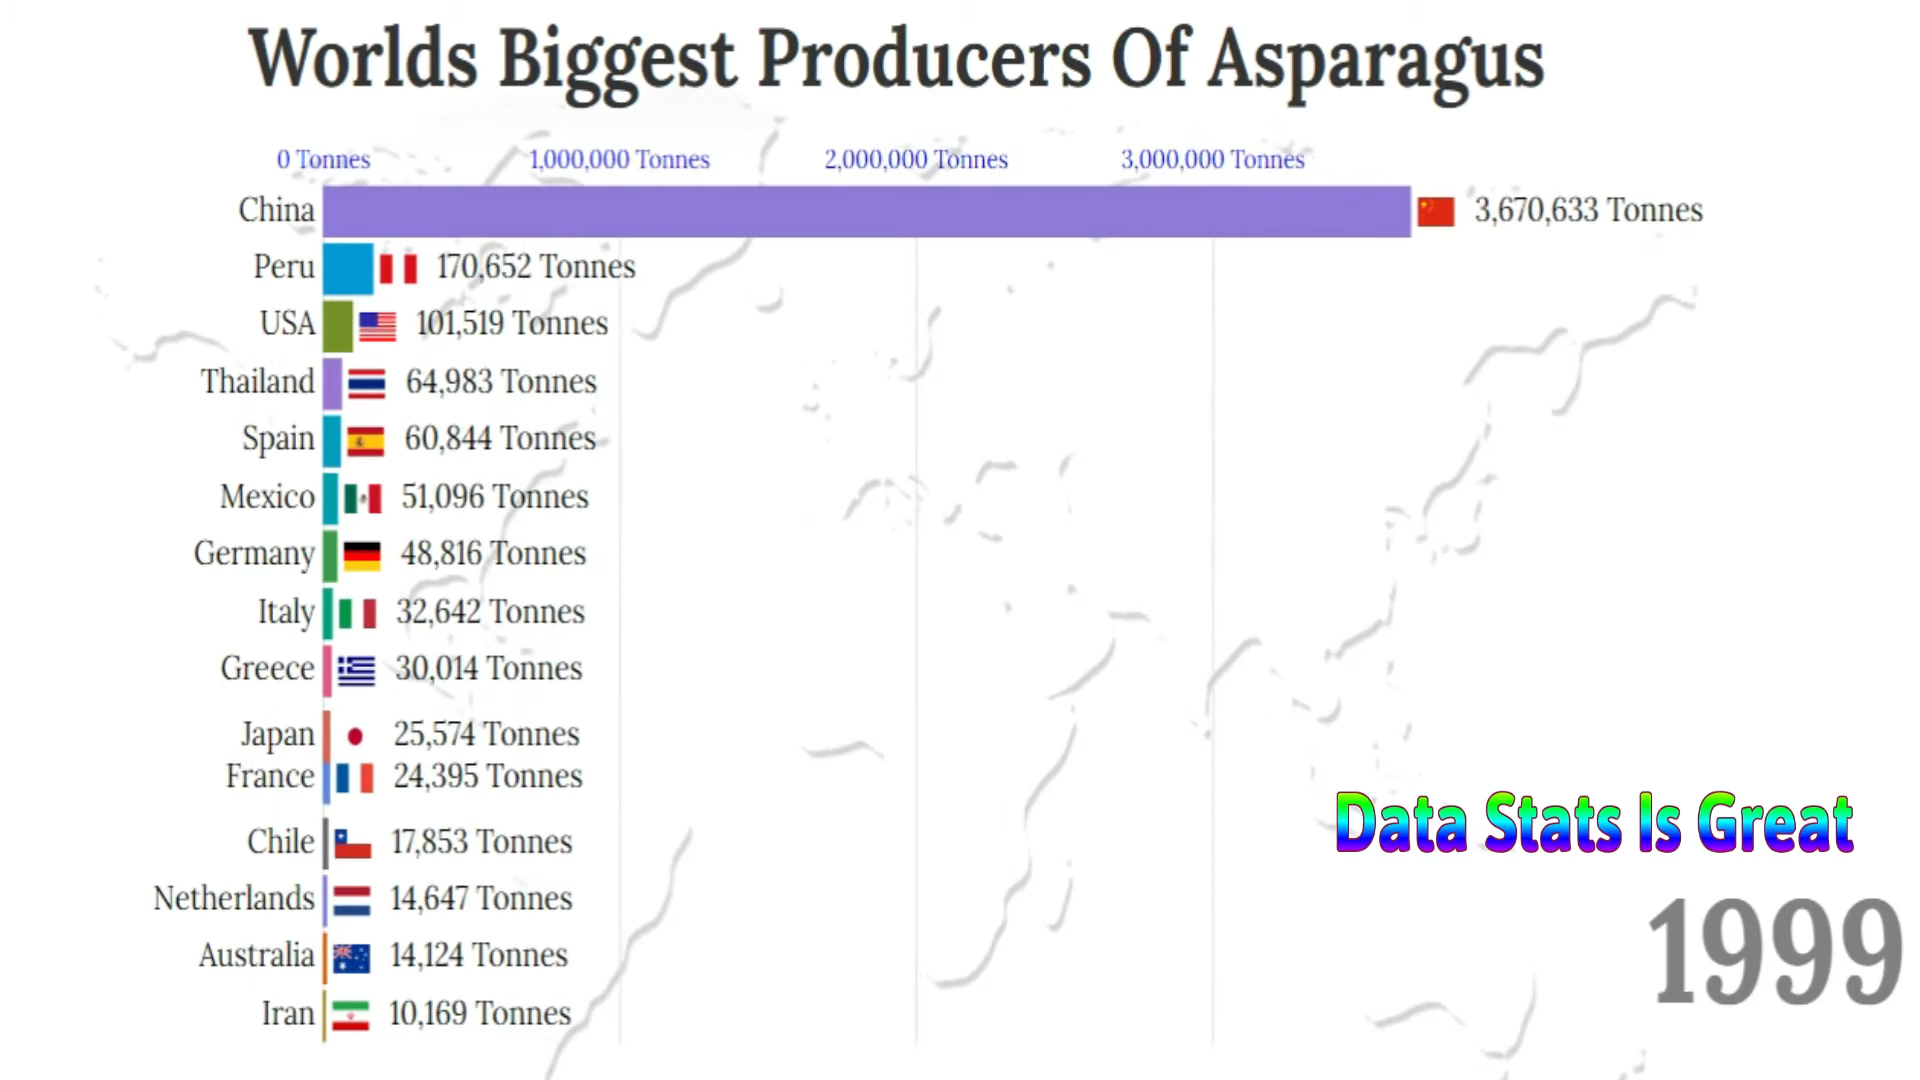 Worlds Biggest Producers Of Asparagus
0 Tonnes 1,000,000 Tonnes 2,000,000 Tonnes 3,000,000 Tonnes
China 3,670,633 Tonnes
Peru 170,652 Tonnes
USA 101,519 Tonnes
Thailand 64,983 Tonnes
Spain 60,844 Tonnes
Mexico 51,096 Tonnes
Germany 48,816 Tonnes
Italy 32,642 Tonnes
Greece 30,014 Tonnes
Japan 25,574 Tonnes
France 24,395 Tonnes
Chile 17,853 Tonnes
Netherlands 14,647 Tonnes
Australia 14,124 Tonnes
Iran 10,169 Tonnes
Data Stats Is Great
1999